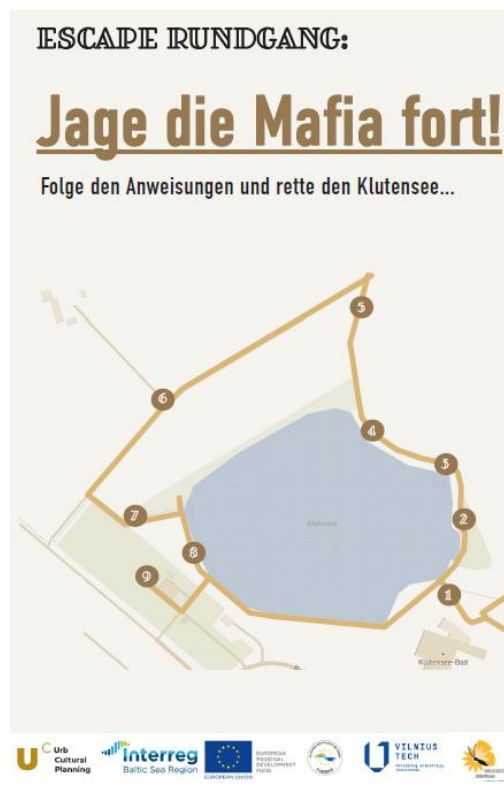 ESCAPE RUNDGANG:
Jage die Mafia fort!
Folge den Anweisungen und rette den Klutensee...
5
6
4
3
7
2
8
9
1
Klutensee
Klutensee-Bad
UC Urb
Cultural
Planning
Interreg
Baltic Sea Region
EUROPEAN UNION
EUROPEAN
REGIONAL
DEVELOPMENT
FUND
VILNIUS
TECH